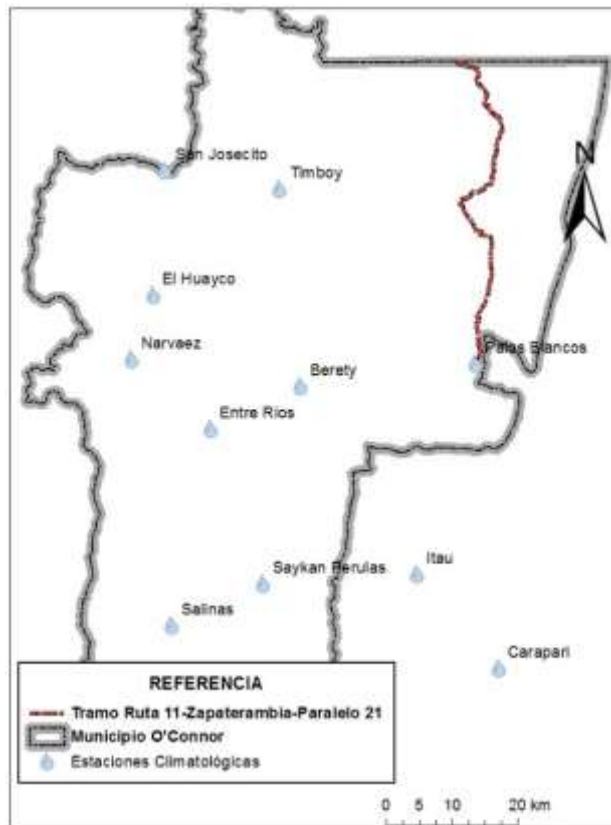 San Josecito
Timboy
N
El Huayco
Narvaez
Palos Blancos
Berety
Entre Rios
Itau
Saykan Perulas
Salinas
Carapari
REFERENCIA
Tramo Ruta 11-Zapaterambia-Paralelo 21
Municipio O'Connor
Estaciones Climatológicas
0 5 10 20 km